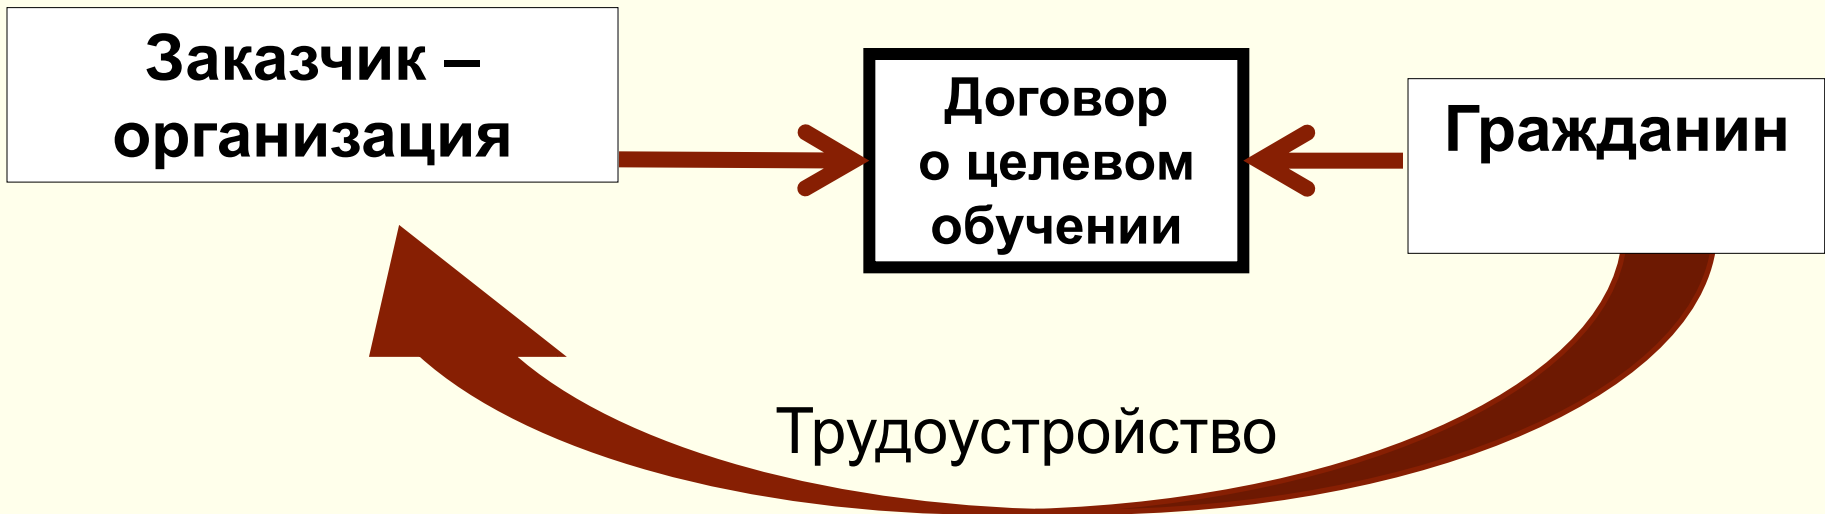 Заказчик –
организация
Договор
о целевом
обучении
Гражданин
Трудоустройство